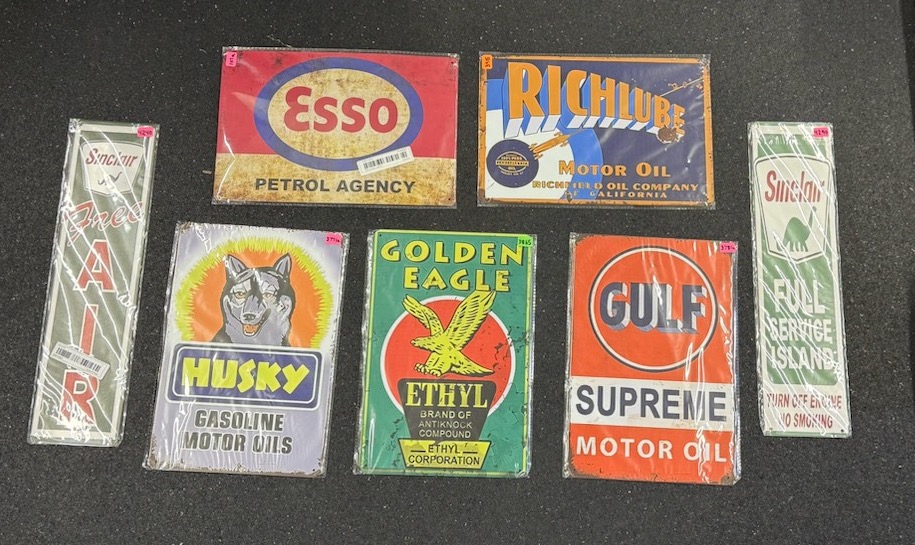 Esso
PETROL AGENCY
RICHLUBE
MOTOR OIL
RICHFIELD OIL COMPANY
OF CALIFORNIA
Sinclair
Free
AIR
HUSKY
GASOLINE
MOTOR OILS
GOLDEN
EAGLE
ETHYL
BRAND OF
ANTIKNOCK
COMPOUND
ETHYL
CORPORATION
GULF
SUPREME
MOTOR OIL
Sinclair
FULL
SERVICE
ISLAND
TURN OFF ENGINE
NO SMOKING